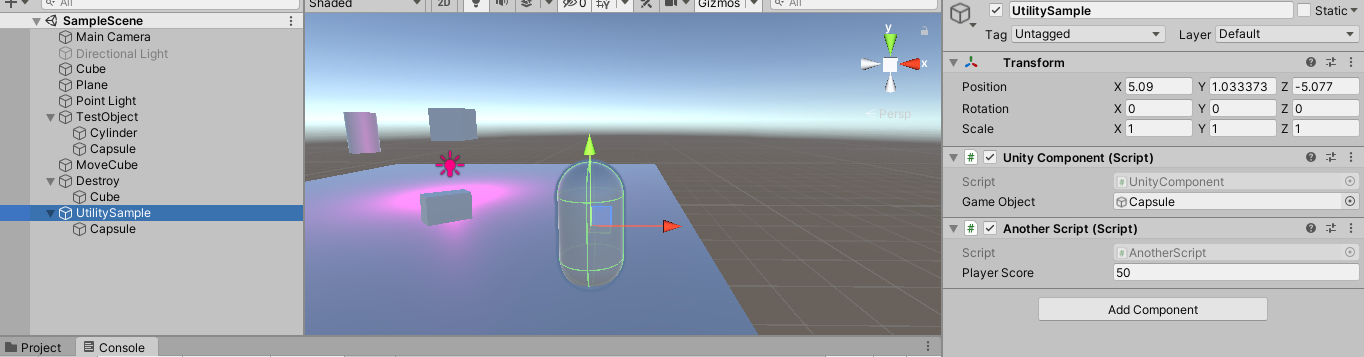 All
SampleScene
Main Camera
Directional Light
Cube
Plane
Point Light
TestObject
Cylinder
Capsule
MoveCube
Destroy
Cube
UtilitySample
Capsule
Shaded 2D 0 Gizmos All
y
x
Persp
UtilitySample Static
Tag Untagged Layer Default
Transform
Position X 5.09 Y 1.033373 Z -5.077
Rotation X 0 Y 0 Z 0
Scale X 1 Y 1 Z 1
# Unity Component (Script)
Script # UnityComponent
Game Object Capsule
# Another Script (Script)
Script # AnotherScript
Player Score 50
Add Component
Project Console